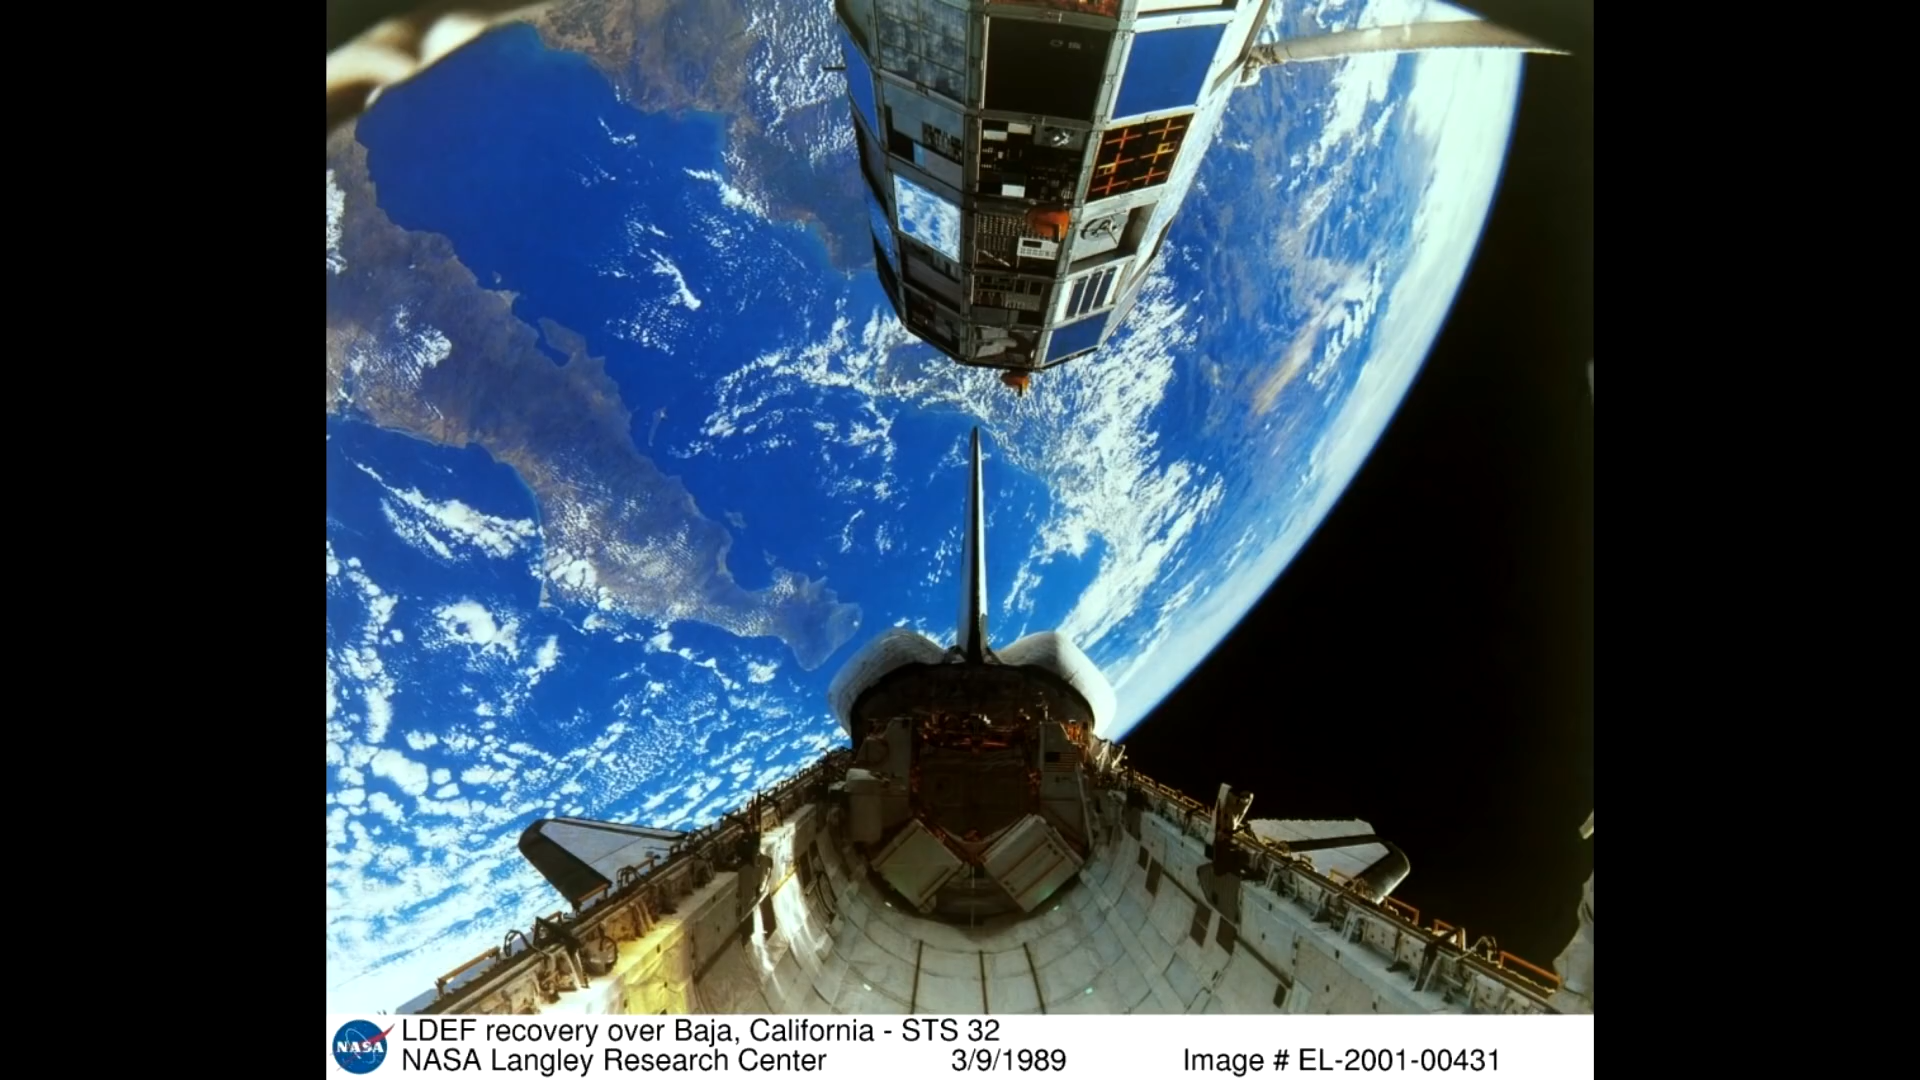 LDEF recovery over Baja, California - STS 32
NASA
NASA Langley Research Center 3/9/1989 Image # EL-2001-00431